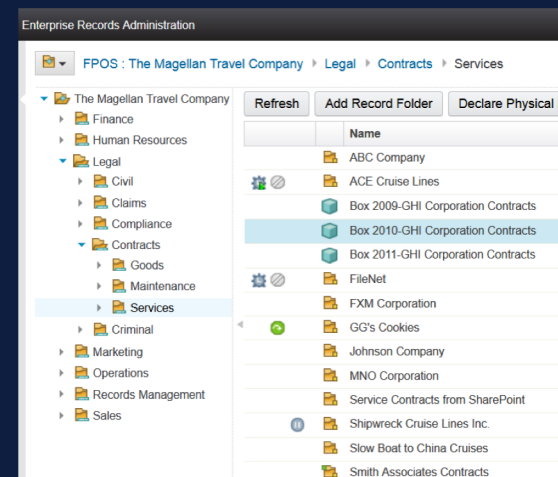 Enterprise Records Administration
FPOS : The Magellan Travel Company Legal Contracts Services
The Magellan Travel Company
Finance
Human Resources
Legal
Civil
Claims
Compliance
Contracts
Goods
Maintenance
Services
Criminal
Marketing
Operations
Records Management
Sales
Refresh Add Record Folder Declare Physical
Name
ABC Company
ACE Cruise Lines
Box 2009-GHI Corporation Contracts
Box 2010-GHI Corporation Contracts
Box 2011-GHI Corporation Contracts
FileNet
FXM Corporation
GG's Cookies
Johnson Company
MNO Corporation
Service Contracts from SharePoint
Shipwreck Cruise Lines Inc.
Slow Boat to China Cruises
Smith Associates Contracts